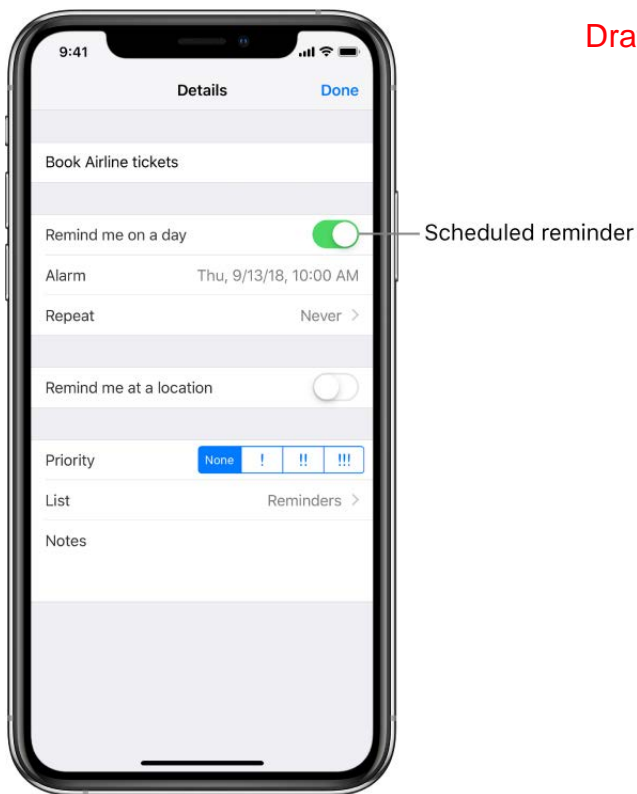 Dra
9:41
Details Done
Book Airline tickets
Remind me on a day
Scheduled reminder
Alarm Thu, 9/13/18, 10:00 AM
Repeat Never >
Remind me at a location
Priority None ! !! !!!
List Reminders >
Notes